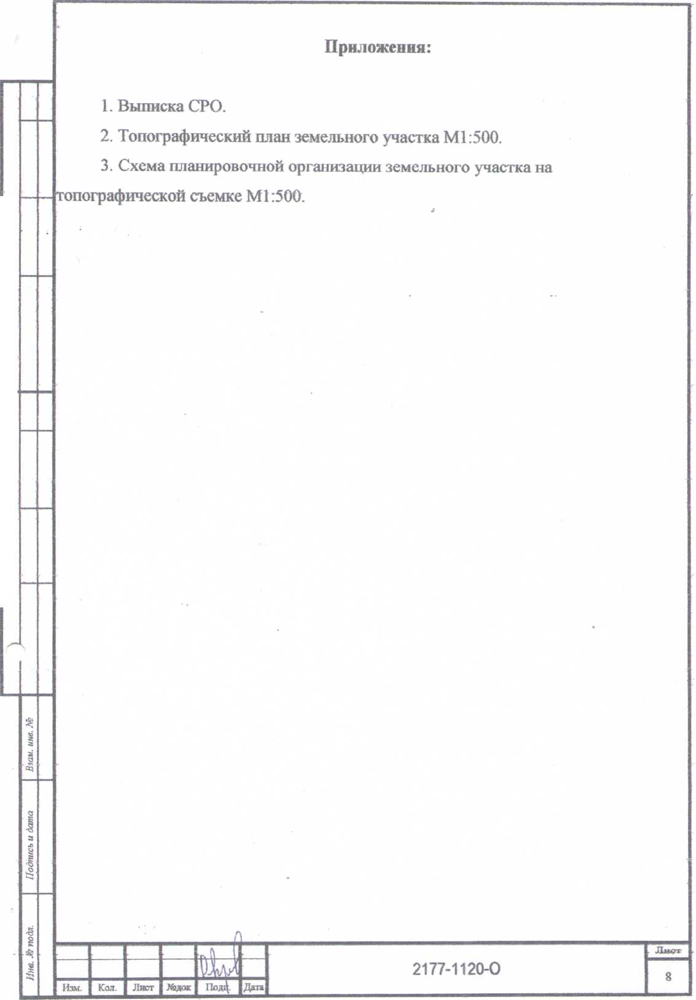 Приложения:
1. Выписка СРО.
2. Топографический план земельного участка М1:500.
3. Схема планировочной организации земельного участка на
топографической съемке М1:500.
Взам. инв. №
Подпись и дата
Инв. № подл.
Изм. Кол. Лист №док Подп. Дата
2177-1120-О
Лист
8